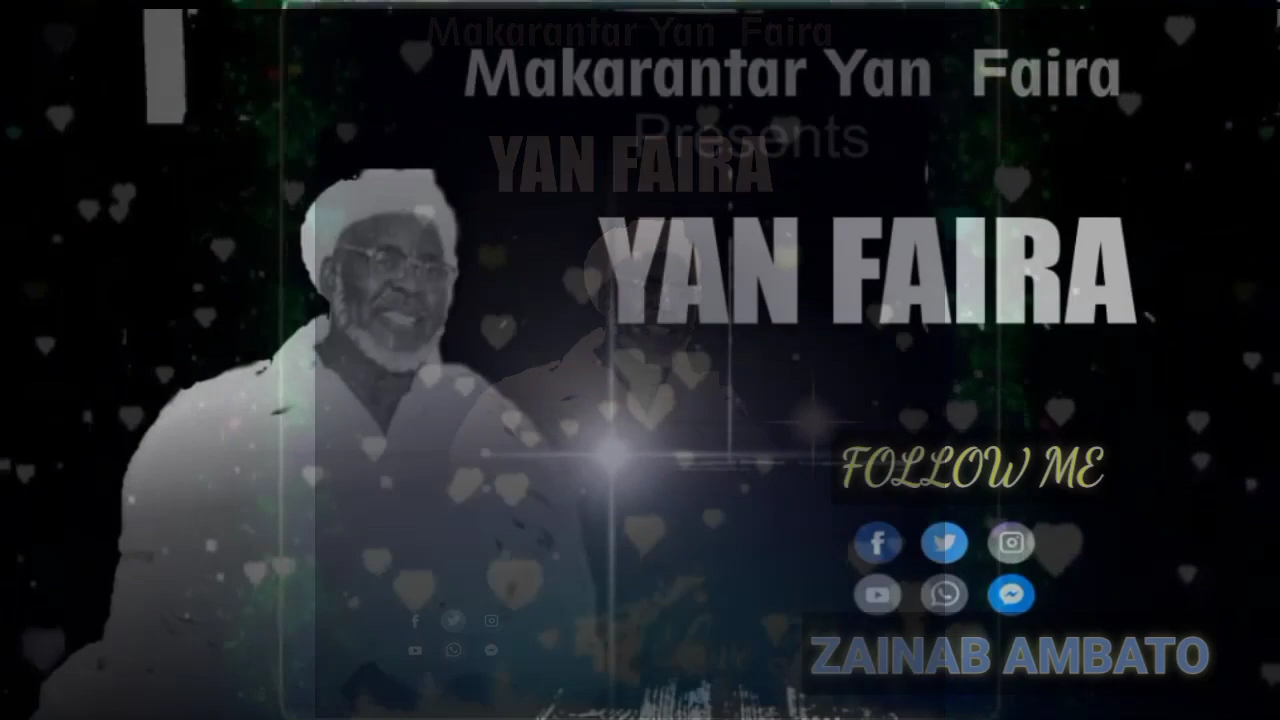 Makarantar Yan Faira
Makarantar Yan Faira
Presents
YAN FAIRA
YAN FAIRA
FOLLOW ME
ZAINAB AMBATO